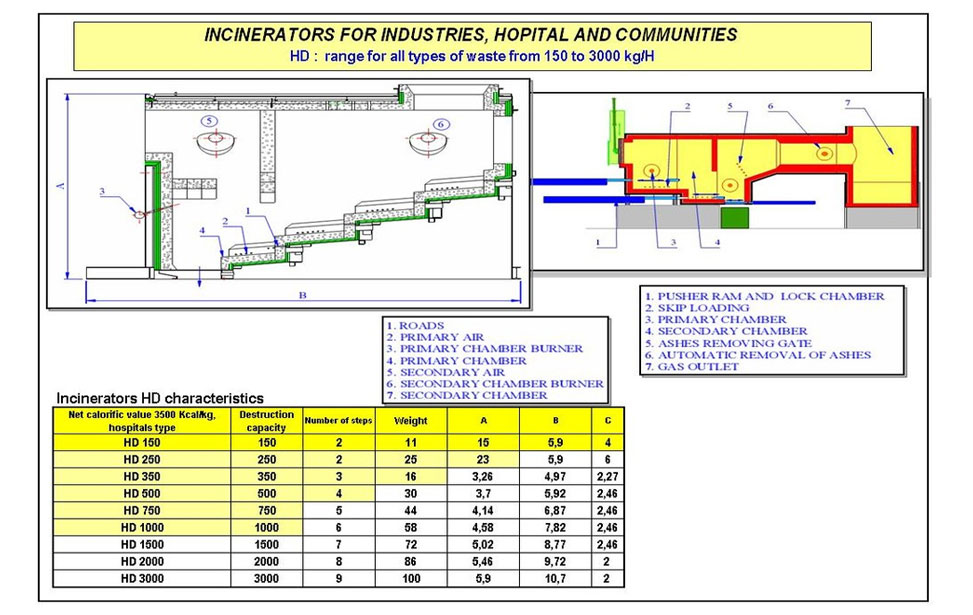 INCINERATORS FOR INDUSTRIES, HOPITAL AND COMMUNITIES
HD : range for all types of waste from 150 to 3000 kg/H
A
5
6
3
1
2
4
B
2
5
6
7
1
3
4
1. PUSHER RAM AND LOCK CHAMBER
2. SKIP LOADING
3. PRIMARY CHAMBER
4. SECONDARY CHAMBER
5. ASHES REMOVING GATE
6. AUTOMATIC REMOVAL OF ASHES
7. GAS OUTLET
1. ROADS
2. PRIMARY AIR
3. PRIMARY CHAMBER BURNER
4. PRIMARY CHAMBER
5. SECONDARY AIR
6. SECONDARY CHAMBER BURNER
7. SECONDARY CHAMBER
Incinerators HD characteristics
Net calorific value 3500 Kcal/kg, hospitals type Destruction capacity Number of steps Weight A B C
HD 150 150 2 11 15 5,9 4
HD 250 250 2 25 23 5,9 6
HD 350 350 3 16 3,26 4,97 2,27
HD 500 500 4 30 3,7 5,92 2,46
HD 750 750 5 44 4,14 6,87 2,46
HD 1000 1000 6 58 4,58 7,82 2,46
HD 1500 1500 7 72 5,02 8,77 2,46
HD 2000 2000 8 86 5,46 9,72 2
HD 3000 3000 9 100 5,9 10,7 2